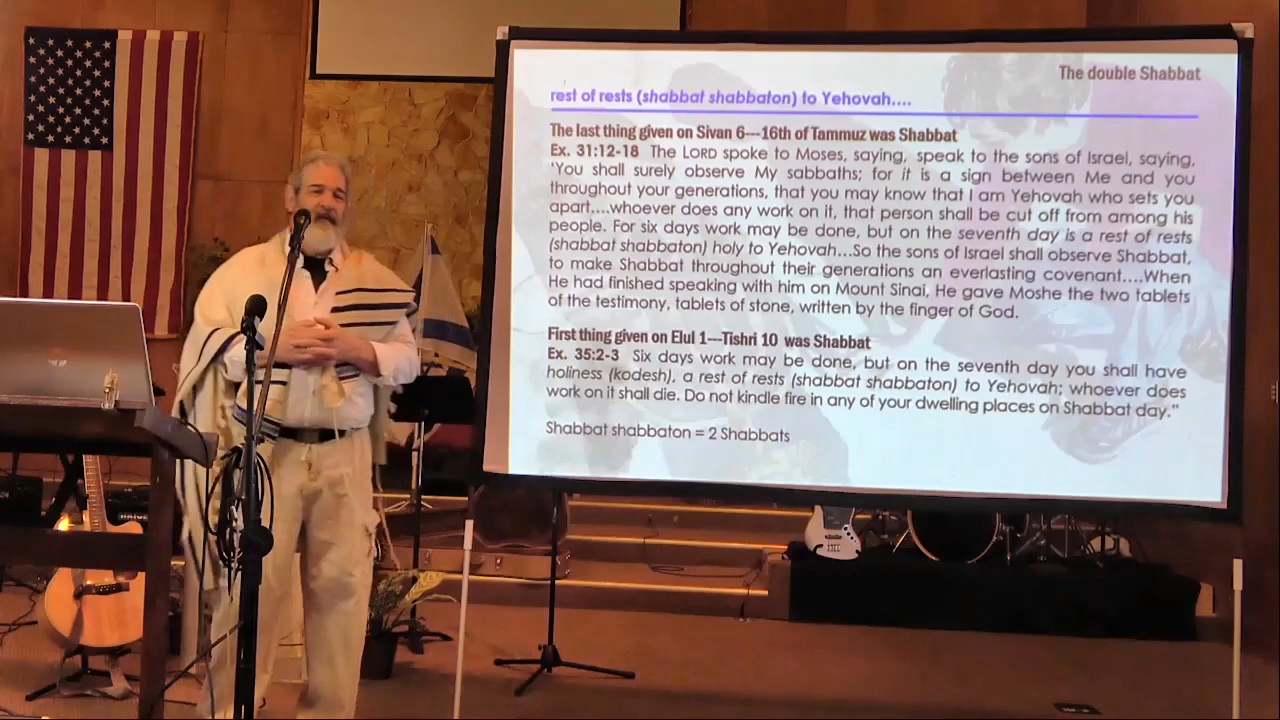 The double Shabbat
rest of rests (shabbat shabbaton) to Yehovah....
The last thing given on Sivan 6---16th of Tammuz was Shabbat
Ex. 31:12-18 The LORD spoke to Moses, saying, speak to the sons of Israel, saying,
‘You shall surely observe My sabbaths; for it is a sign between Me and you
throughout your generations, that you may know that I am Yehovah who sets you
apart....whoever does any work on it, that person shall be cut off from among his
people. For six days work may be done, but on the seventh day is a rest of rests
(shabbat shabbaton) holy to Yehovah...So the sons of Israel shall observe Shabbat,
to make Shabbat throughout their generations an everlasting covenant....When
He had finished speaking with him on Mount Sinai, He gave Moshe the two tablets
of the testimony, tablets of stone, written by the finger of God.
First thing given on Elul 1---Tishri 10 was Shabbat
Ex. 35:2-3 Six days work may be done, but on the seventh day you shall have
holiness (kodesh), a rest of rests (shabbat shabbaton) to Yehovah; whoever does
work on it shall die. Do not kindle fire in any of your dwelling places on Shabbat day.”
Shabbat shabbaton = 2 Shabbats